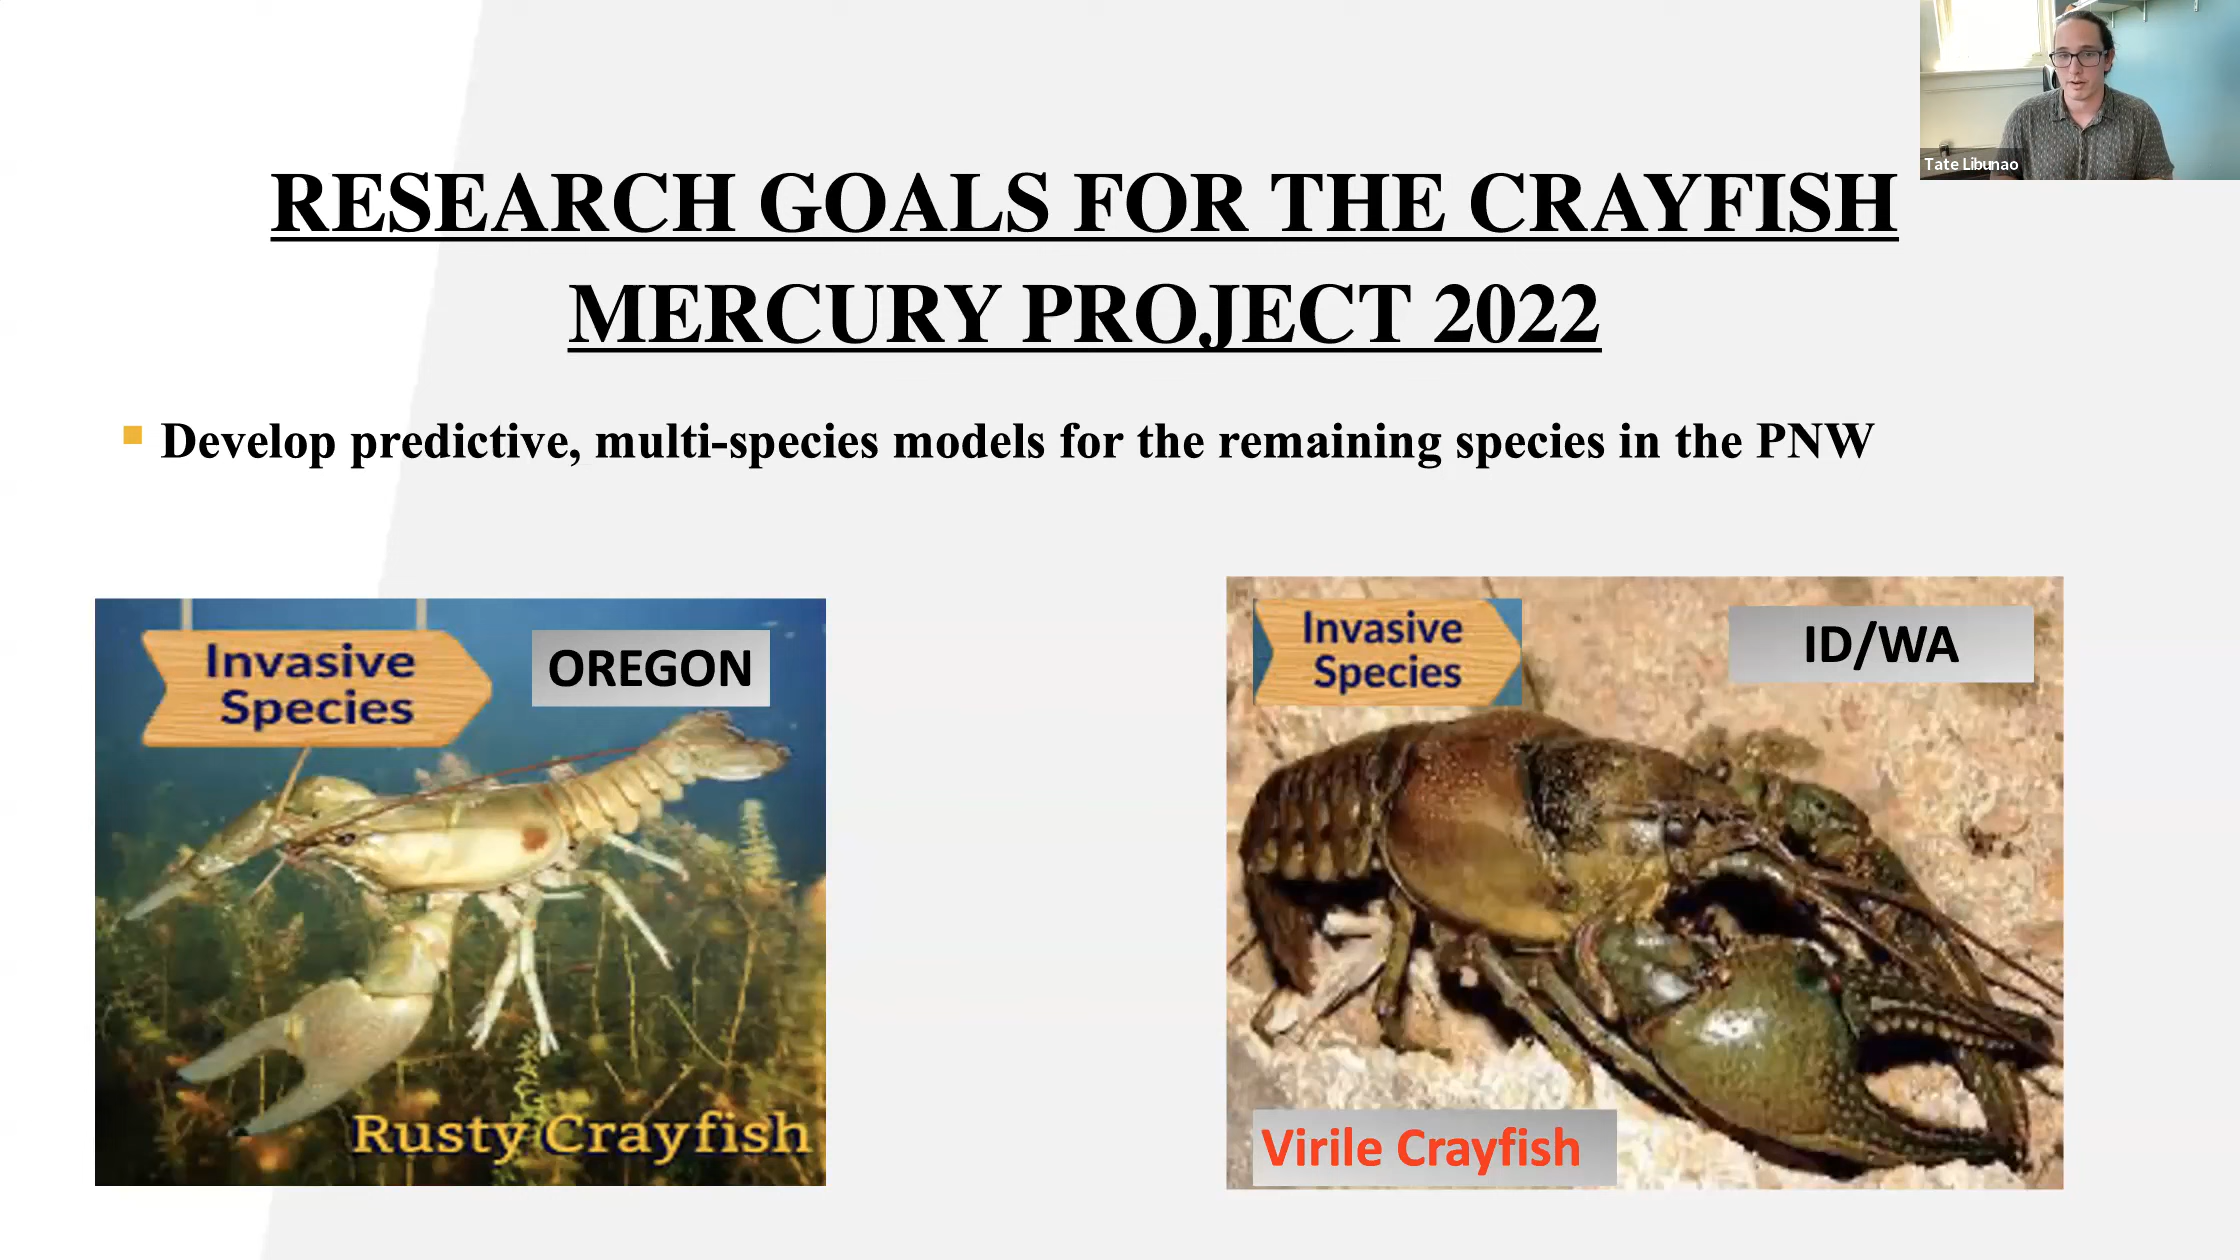 Tate Libunao
RESEARCH GOALS FOR THE CRAYFISH
MERCURY PROJECT 2022
Develop predictive, multi-species models for the remaining species in the PNW
Invasive
Species
OREGON
Rusty Crayfish
Invasive
Species
ID/WA
Virile Crayfish